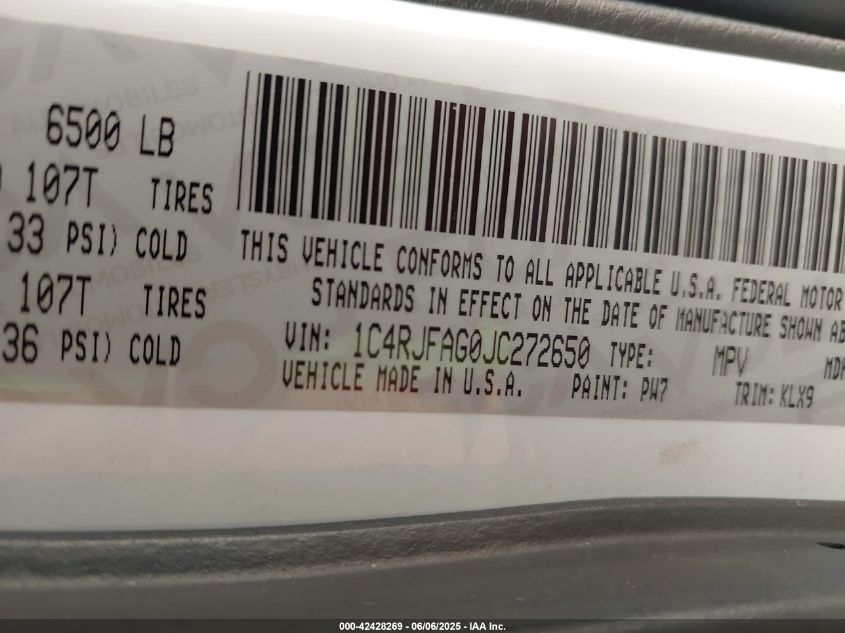 6500 LB
107T TIRES
33 PSI) COLD
107T TIRES
36 PSI) COLD
THIS VEHICLE CONFORMS TO ALL APPLICABLE U.S.A. FEDERAL MOTOR
STANDARDS IN EFFECT ON THE DATE OF MANUFACTURE SHOWN AB
VIN: 1C4RJFAG0JC272650 TYPE: MPV
VEHICLE MADE IN U.S.A. PAINT: PW7 TRIM: KLX9
000-42428269 - 06/06/2025 - IAA Inc.